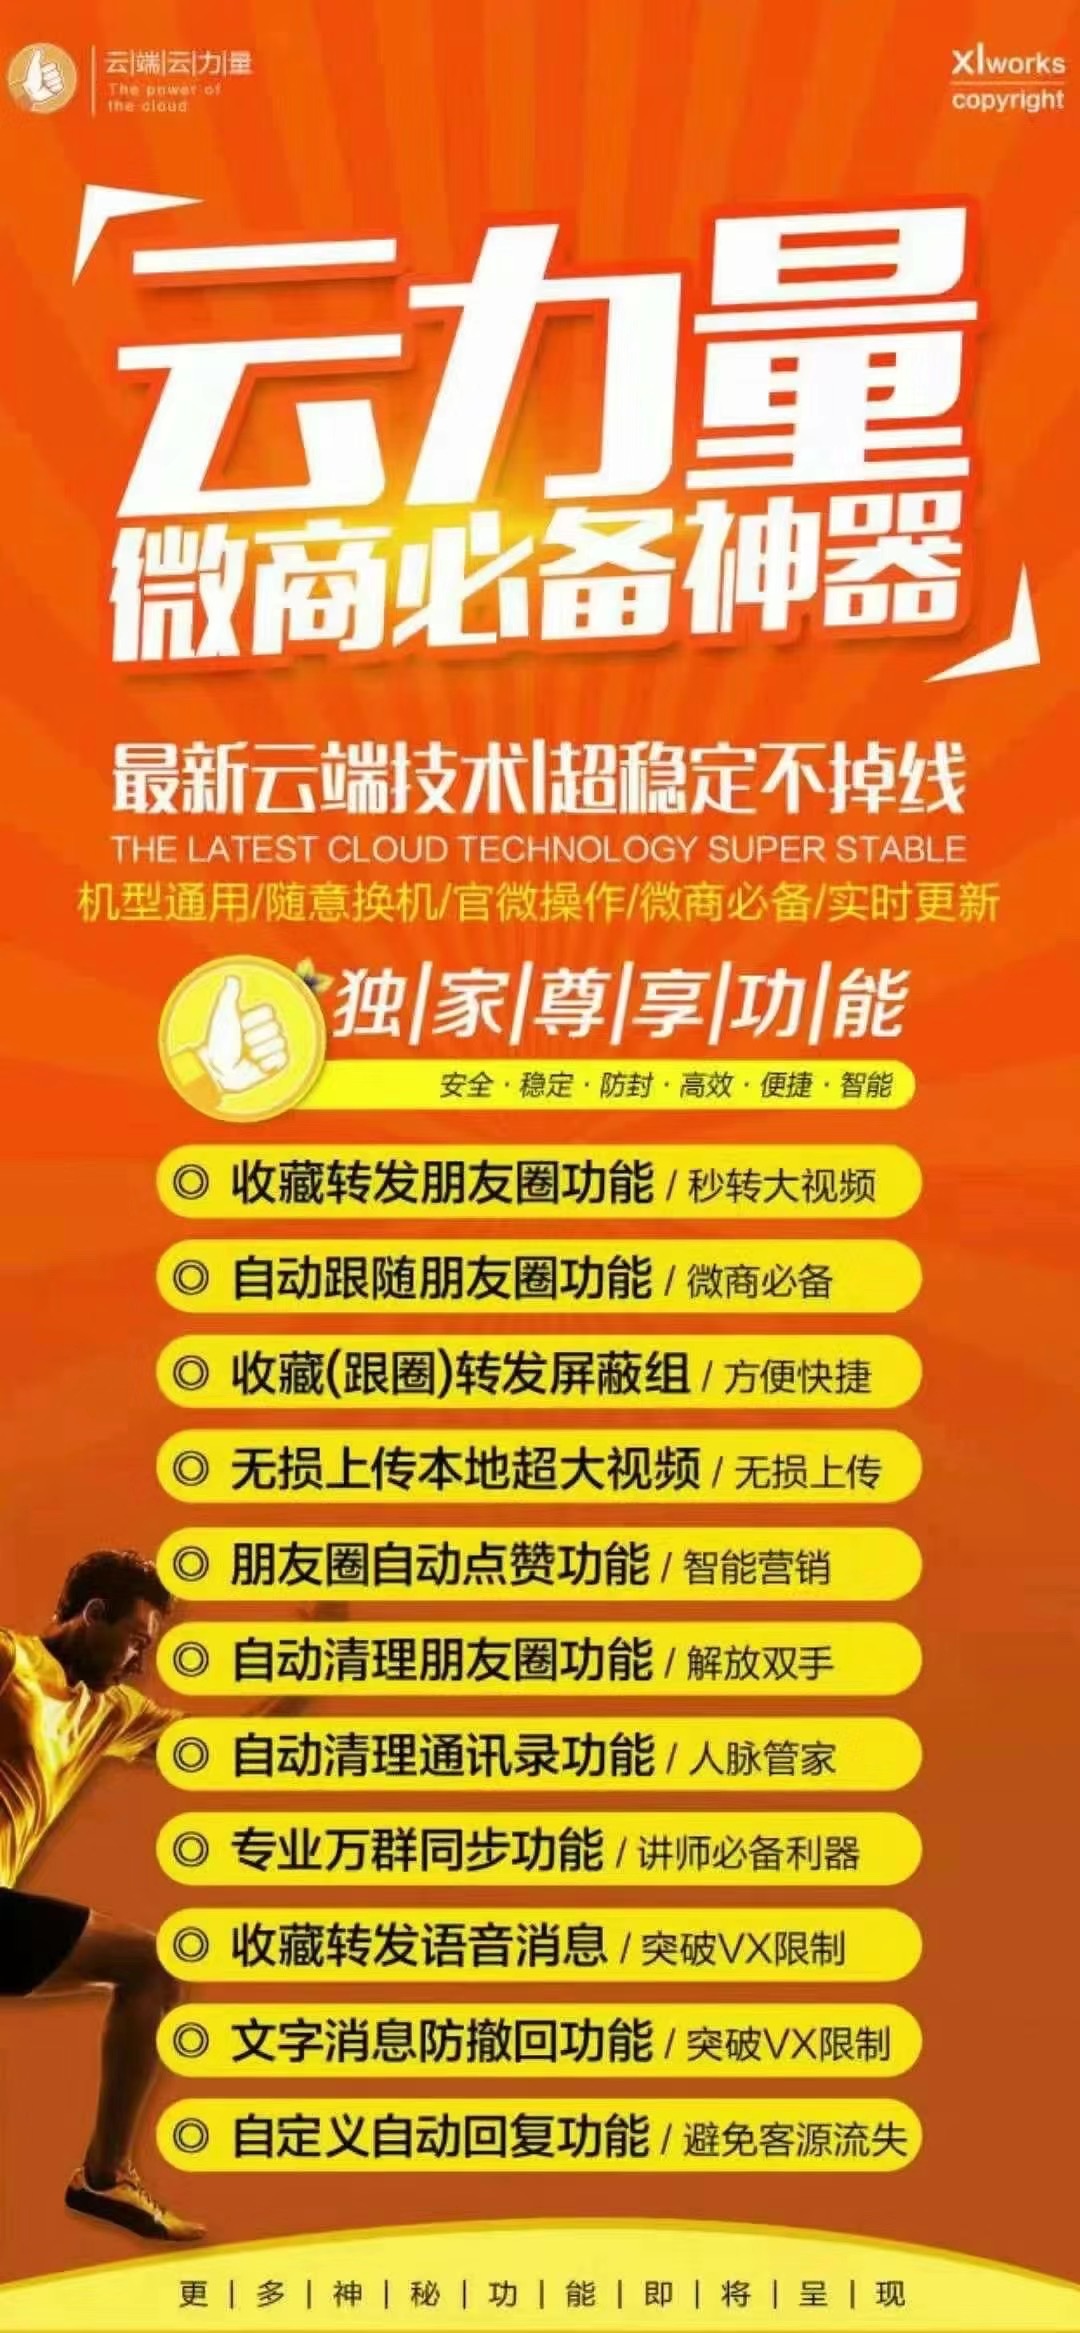 云|端|云|力|量
The power of
the cloud
xlworks
copyright
云力量
微商必备神器
最新云端技术|超稳定不掉线
THE LATEST CLOUD TECHNOLOGY SUPER STABLE
机型通用/随意换机/官微操作/微商必备/实时更新
独|家|尊|享|功|能
安全·稳定·防封·高效·便捷·智能
◎ 收藏转发朋友圈功能 / 秒转大视频
◎ 自动跟随朋友圈功能 / 微商必备
◎ 收藏(跟圈)转发屏蔽组 / 方便快捷
◎ 无损上传本地超大视频 / 无损上传
◎ 朋友圈自动点赞功能 / 智能营销
◎ 自动清理朋友圈功能 / 解放双手
◎ 自动清理通讯录功能 / 人脉管家
◎ 专业万群同步功能 / 讲师必备利器
◎ 收藏转发语音消息 / 突破VX限制
◎ 文字消息防撤回功能 / 突破VX限制
◎ 自定义自动回复功能 / 避免客源流失
更|多|神|秘|功|能|即|将|呈|现